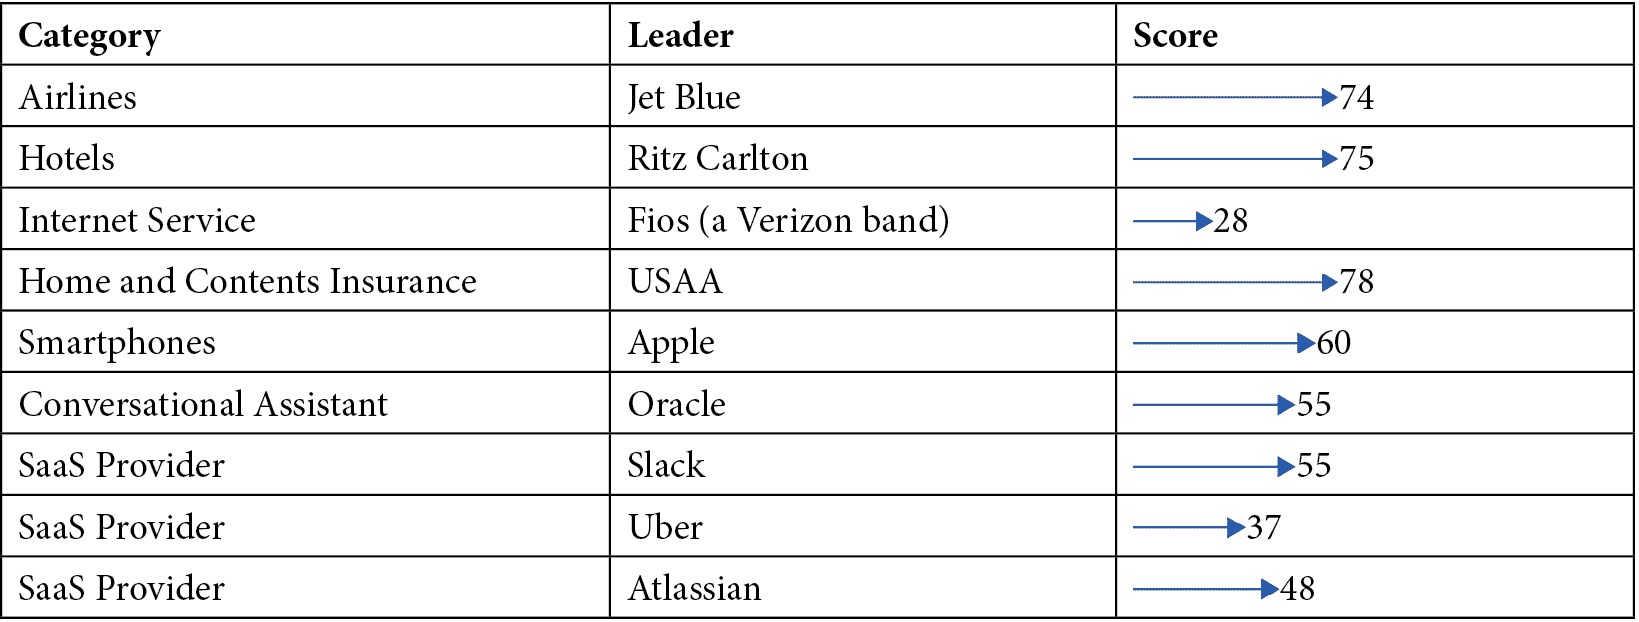 Category Leader Score
Airlines Jet Blue 74
Hotels Ritz Carlton 75
Internet Service Fios (a Verizon band) 28
Home and Contents Insurance USAA 78
Smartphones Apple 60
Conversational Assistant Oracle 55
SaaS Provider Slack 55
SaaS Provider Uber 37
SaaS Provider Atlassian 48